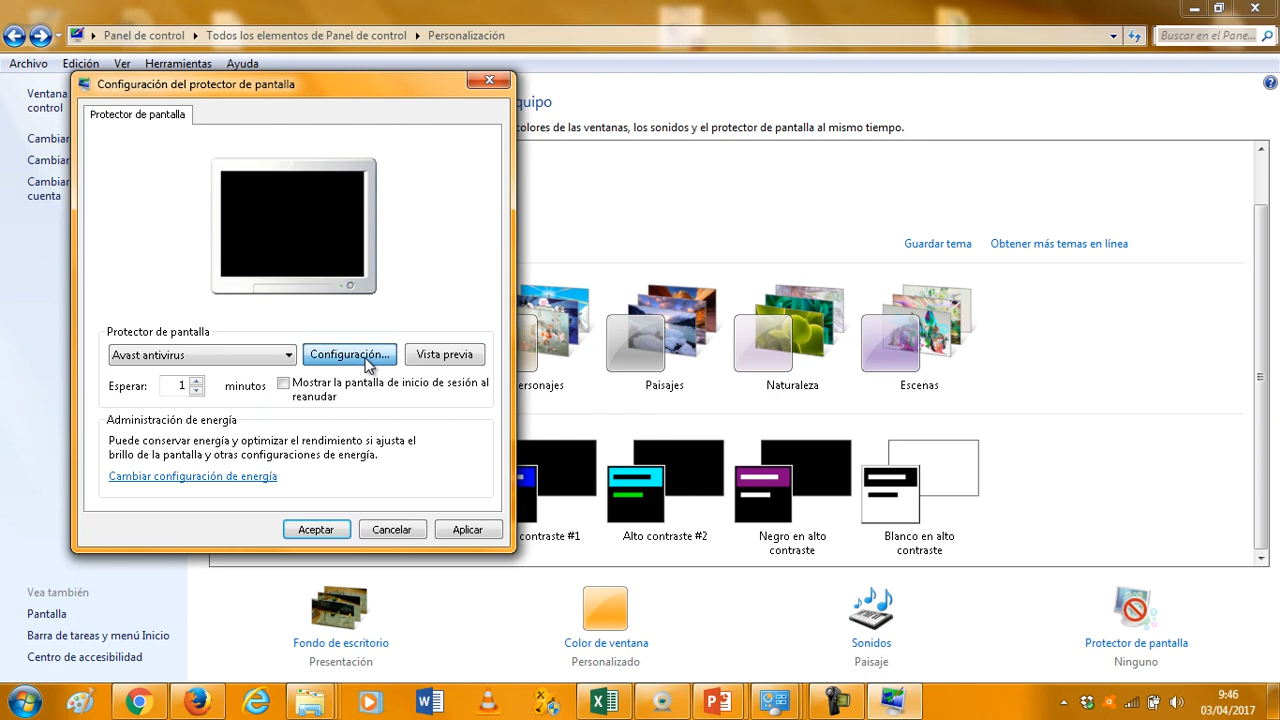 Panel de control
Todos los elementos de Panel de control
Personalización
Buscar en el Pane...
Archivo
Edición
Ver
Herramientas
Ayuda
Configuración del protector de pantalla
Ventana
control
Cambiar
Cambiar
Cambiar
cuenta
quipo
colores de las ventanas, los sonidos y el protector de pantalla al mismo tiempo.
Protector de pantalla
Guardar tema
Obtener más temas en línea
Protector de pantalla
Avast antivirus
Configuración...
Vista previa
Esperar:
1
minutos
Mostrar la pantalla de inicio de sesión al
reanudar
ersonajes
Paisajes
Naturaleza
Escenas
Administración de energía
Puede conservar energía y optimizar el rendimiento si ajusta el
brillo de la pantalla y otras configuraciones de energía.
Cambiar configuración de energía
Aceptar
Cancelar
Aplicar
contraste #1
Alto contraste #2
Negro en alto
contraste
Blanco en alto
contraste
Vea también
Pantalla
Barra de tareas y menú Inicio
Centro de accesibilidad
Fondo de escritorio
Presentación
Color de ventana
Personalizado
Sonidos
Paisaje
Protector de pantalla
Ninguno
9:46
03/04/2017